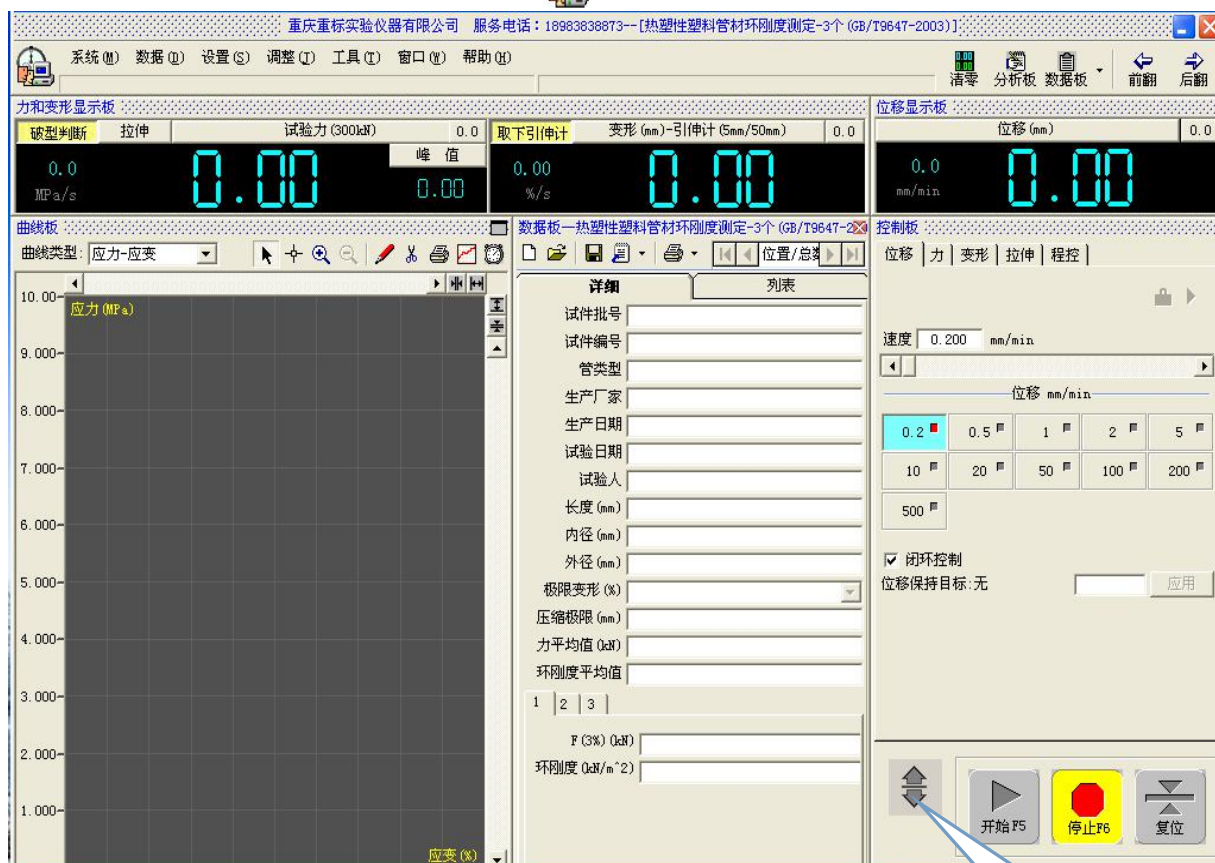 重庆重标实验仪器有限公司 服务电话：18983838873--[热塑性塑料管材环刚度测定-3个(GB/T9647-2003)]
系统(M) 数据(D) 设置(S) 调整(T) 工具(T) 窗口(W) 帮助(H)
清零 分析板 数据板 前翻 后翻
力和变形显示板
破型判断 拉伸 试验力(300kN) 0.0
峰 值
0.0
MPa/s
0.00
0.00
取下引伸计 变形(mm)-引伸计(5mm/50mm) 0.0
0.00
%/s
0.00
位移显示板
位移(mm) 0.0
0.0
mm/min
0.00
曲线板
曲线类型: 应力-应变
10.00
应力(MPa)
9.000
8.000
7.000
6.000
5.000
4.000
3.000
2.000
1.000
应变(%)
数据板—热塑性塑料管材环刚度测定-3个(GB/T9647-2
位置/总数
详细 列表
试件批号
试件编号
管类型
生产厂家
生产日期
试验日期
试验人
长度(mm)
内径(mm)
外径(mm)
极限变形(%)
压缩极限(mm)
力平均值(kN)
环刚度平均值
1 2 3
F(3%)(kN)
环刚度(kN/m^2)
控制板
位移 力 变形 拉伸 程控
速度 0.200 mm/min
位移 mm/min
0.2 0.5 1 2 5
10 20 50 100 200
500
闭环控制
位移保持目标:无 应用
开始F5 停止F6 复位